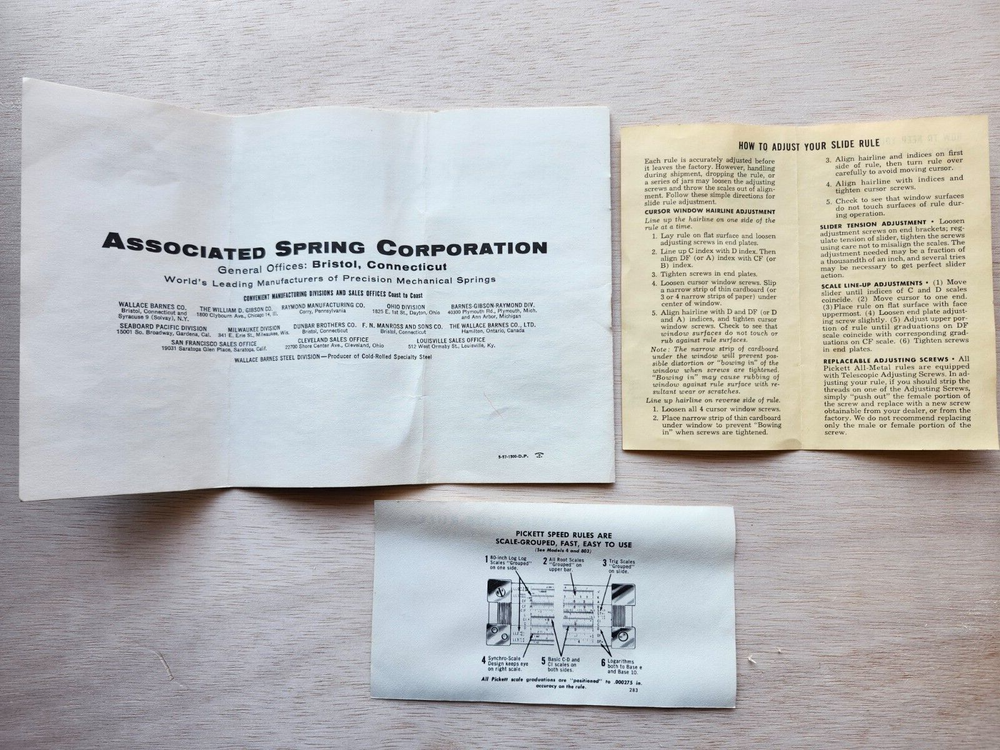 ASSOCIATED SPRING CORPORATION
General Offices: Bristol, Connecticut
World's Leading Manufacturers of Precision Mechanical Springs
CONVENIENT MANUFACTURING DIVISIONS AND SALES OFFICES Coast to Coast
WALLACE BARNES CO.
Bristol, Connecticut and
Syracuse 9 (Solvay), N.Y.
THE WILLIAM D. GIBSON CO.
1800 Clybourn Ave., Chicago 14, Ill.
RAYMOND MANUFACTURING CO.
Corry, Pennsylvania
OHIO DIVISION
1825 E. 1st St., Dayton, Ohio
BARNES-GIBSON-RAYMOND DIV.
40300 Plymouth Rd., Plymouth, Mich.
and Ann Arbor, Michigan
SEABOARD PACIFIC DIVISION
15001 So. Broadway, Gardena, Cal.
MILWAUKEE DIVISION
341 E. Erie St., Milwaukee, Wis.
DUNBAR BROTHERS CO.
Bristol, Connecticut
F. N. MANROSS AND SONS CO.
Bristol, Connecticut
THE WALLACE BARNES CO., LTD.
Hamilton, Ontario, Canada
SAN FRANCISCO SALES OFFICE
19031 Saratoga Glen Place, Saratoga, Calif.
CLEVELAND SALES OFFICE
22700 Shore Center Ave., Cleveland, Ohio
LOUISVILLE SALES OFFICE
512 West Ormsby St., Louisville, Ky.
WALLACE BARNES STEEL DIVISION—Producer of Cold-Rolled Specialty Steel
HOW TO ADJUST YOUR SLIDE RULE
Each rule is accurately adjusted before
it leaves the factory. However, handling
during shipment, dropping the rule, or
a series of jars may loosen the adjusting
screws and throw the scales out of align-
ment. Follow these simple directions for
slide rule adjustment.
CURSOR WINDOW HAIRLINE ADJUSTMENT
Line up the hairline on one side of the
rule at a time.
1. Lay rule on flat surface and loosen
adjusting screws in end plates.
2. Line up C index with D index. Then
align DF (or A) index with CF (or
B) index.
3. Tighten screws in end plates.
4. Loosen cursor window screws. Slip
a narrow strip of thin cardboard (or
3 or 4 narrow strips of paper) under
center of window.
5. Align hairline with D and DF (or D
and A) indices, and tighten cursor
window screws. Check to see that
window surfaces do not touch or
rub against rule surfaces.
Note: The narrow strip of cardboard
under the window will prevent pos-
sible distortion or "bowing in" of the
window when screws are tightened.
"Bowing in" may cause rubbing of
window against rule surface with re-
sultant wear or scratches.
Line up hairline on reverse side of rule.
1. Loosen all 4 cursor window screws.
2. Place narrow strip of thin cardboard
under window to prevent "Bowing
in" when screws are tightened.
3. Align hairline and indices on first
side of rule, then turn rule over
carefully to avoid moving cursor.
4. Align hairline with indices and
tighten cursor screws.
5. Check to see that window surfaces
do not touch surfaces of rule dur-
ing operation.
SLIDER TENSION ADJUSTMENT • Loosen
adjustment screws on end brackets; reg-
ulate tension of slider, tighten the screws
using care not to misalign the scales. The
adjustment needed may be a fraction of
a thousandth of an inch, and several tries
may be necessary to get perfect slider
action.
SCALE LINE-UP ADJUSTMENTS • (1) Move
slider until indices of C and D scales
coincide. (2) Move cursor to one end.
(3) Place rule on flat surface with face
uppermost. (4) Loosen end plate adjust-
ing screws slightly. (5) Adjust upper por-
tion of rule until graduations on DF
scale coincide with corresponding grad-
uations on CF scale. (6) Tighten screws
in end plates.
REPLACEABLE ADJUSTING SCREWS • All
Pickett All-Metal rules are equipped
with Telescopic Adjusting Screws. In ad-
justing your rule, if you should strip the
threads on one of the Adjusting Screws,
simply "push out" the female portion of
the screw and replace with a new screw
obtainable from your dealer, or from the
factory. We do not recommend replacing
only the male or female portion of the
screw.
PICKETT SPEED RULES ARE
SCALE-GROUPED, FAST, EASY TO USE
(See Models 4 and 803)
1 80-inch Log Log
Scales "Grouped"
on one side.
2 All Root Scales
"Grouped" on
upper bar.
3 Trig Scales
"Grouped"
on slide.
4 Synchro-Scale
Design keeps eye
on right scale.
5 Basic C-D and
CI scales on
both sides.
6 Logarithms
both to Base e
and Base 10.
All Pickett scale graduations are "positioned" to .000275 in.
accuracy on the rule.
283